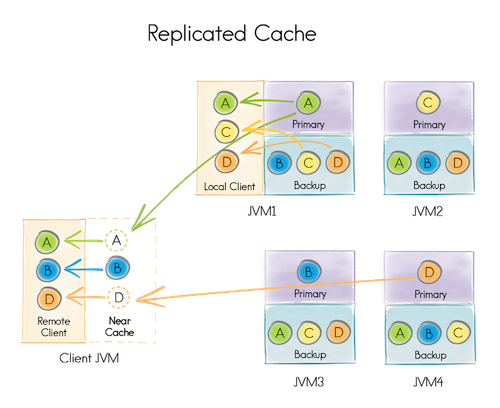 Replicated Cache
A
A
C
C
Primary
Primary
D
B
C
D
A
B
D
Local Client
Backup
Backup
JVM1
JVM2
A
A
B
B
B
D
D
D
Primary
Primary
Remote
Client
Near
Cache
A
C
D
A
B
C
Client JVM
Backup
Backup
JVM3
JVM4